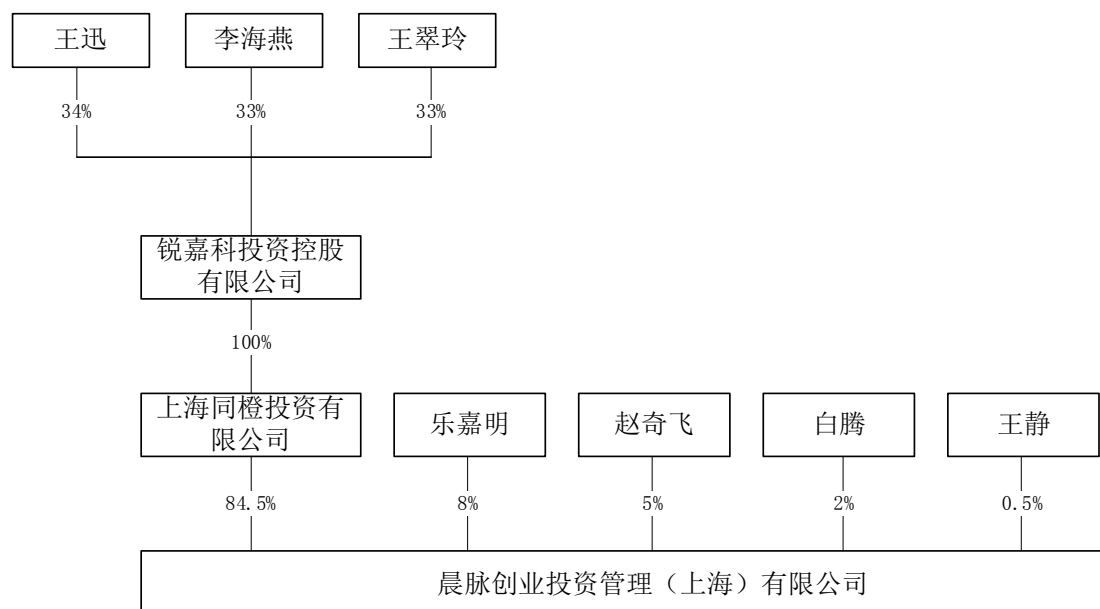 王迅
李海燕
王翠玲
34%
33%
33%
锐嘉科投资控股
有限公司
100%
上海同橙投资有
限公司
乐嘉明
赵奇飞
白腾
王静
84.5%
8%
5%
2%
0.5%
晨脉创业投资管理（上海）有限公司